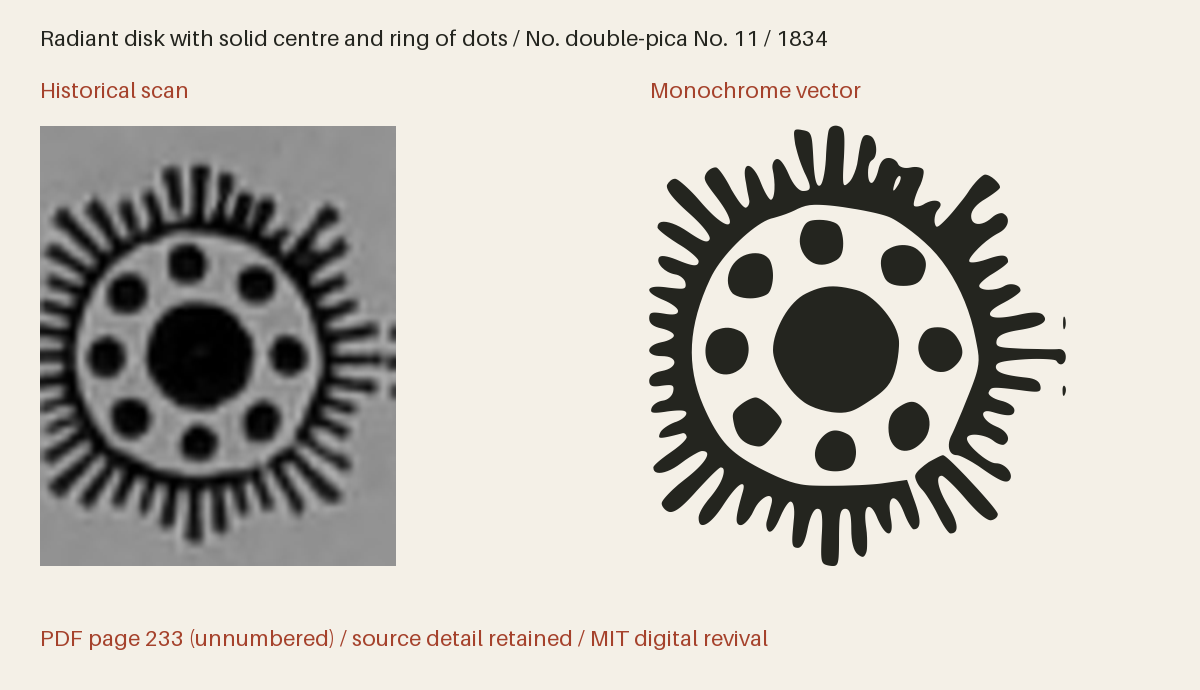 Radiant disk with solid centre and ring of dots / No. double-pica No. 11 / 1834
Historical scan
Monochrome vector
PDF page 233 (unnumbered) / source detail retained / MIT digital revival